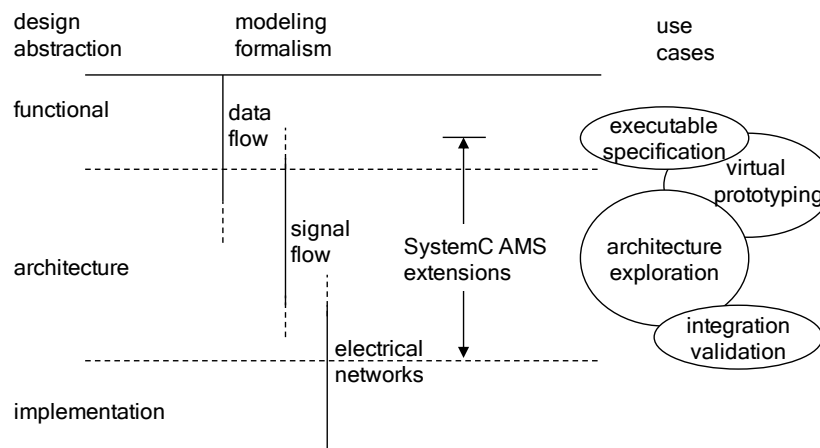 design
abstraction
modeling
formalism
use
cases
functional
data
flow
executable
specification
virtual
prototyping
architecture
signal
flow
SystemC AMS
extensions
architecture
exploration
integration
validation
electrical
networks
implementation